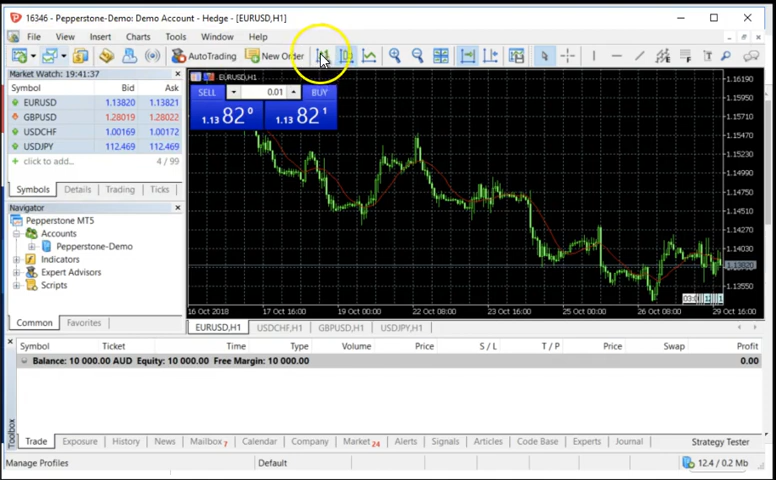 16346 - Pepperstone-Demo: Demo Account - Hedge - [EURUSD,H1]
File View Insert Charts Tools Window Help
AutoTrading New Order
Market Watch: 19:41:37
Symbol Bid Ask
EURUSD 1.13820 1.13821
GBPUSD 1.28019 1.28022
USDCHF 1.00169 1.00172
USDJPY 112.469 112.469
click to add... 4 / 99
Symbols Details Trading Ticks
Navigator
Pepperstone MT5
Accounts
Pepperstone-Demo
Indicators
Expert Advisors
Scripts
Common Favorites
EURUSD,H1
SELL 0.01 BUY
1.13 82 0 1.13 82 1
1.16190
1.15950
1.15710
1.15470
1.15230
1.14990
1.14750
1.14510
1.14270
1.14030
1.13820
1.13550
16 Oct 2018 17 Oct 16:00 19 Oct 00:00 22 Oct 08:00 23 Oct 16:00 25 Oct 00:00 26 Oct 08:00 29 Oct 16:00
EURUSD,H1 USDCHF,H1 GBPUSD,H1 USDJPY,H1
Symbol Ticket Time Type Volume Price S / L T / P Price Swap Profit
Balance: 10 000.00 AUD Equity: 10 000.00 Free Margin: 10 000.00 0.00
Toolbox
Trade Exposure History News Mailbox 7 Calendar Company Market 24 Alerts Signals Articles Code Base Experts Journal Strategy Tester
Manage Profiles Default 12.4 / 0.2 Mb